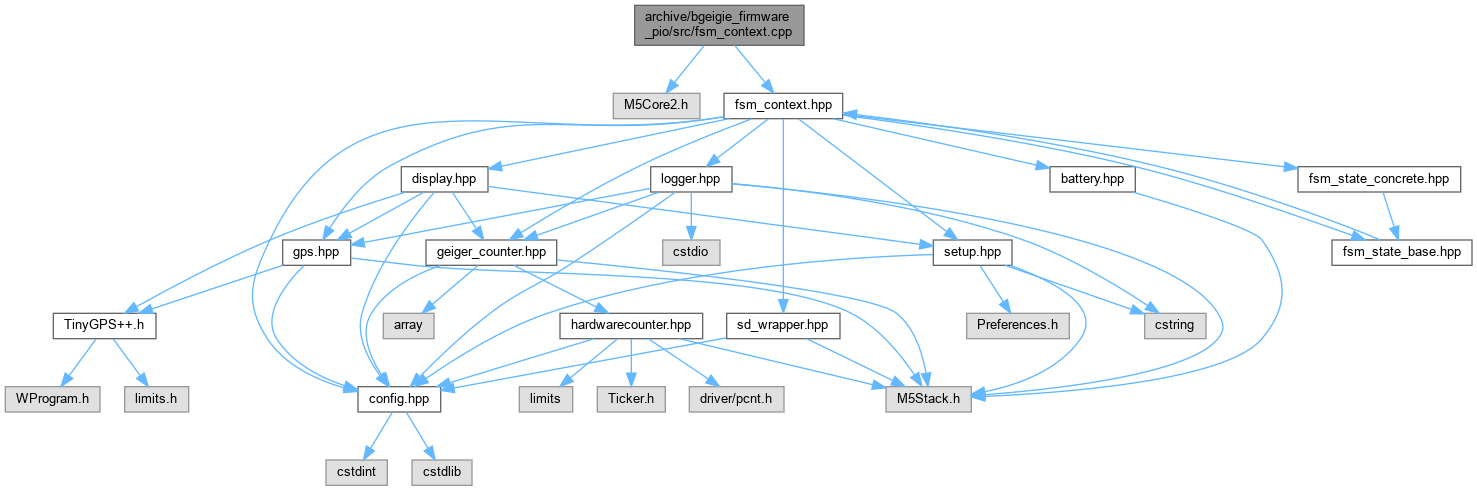 archive/bgeigie_firmware
_pio/src/fsm_context.cpp
M5Core2.h
fsm_context.hpp
display.hpp
logger.hpp
battery.hpp
fsm_state_concrete.hpp
gps.hpp
geiger_counter.hpp
cstdio
setup.hpp
fsm_state_base.hpp
TinyGPS++.h
array
hardwarecounter.hpp
sd_wrapper.hpp
Preferences.h
cstring
WProgram.h
limits.h
config.hpp
limits
Ticker.h
driver/pcnt.h
M5Stack.h
cstdint
cstdlib